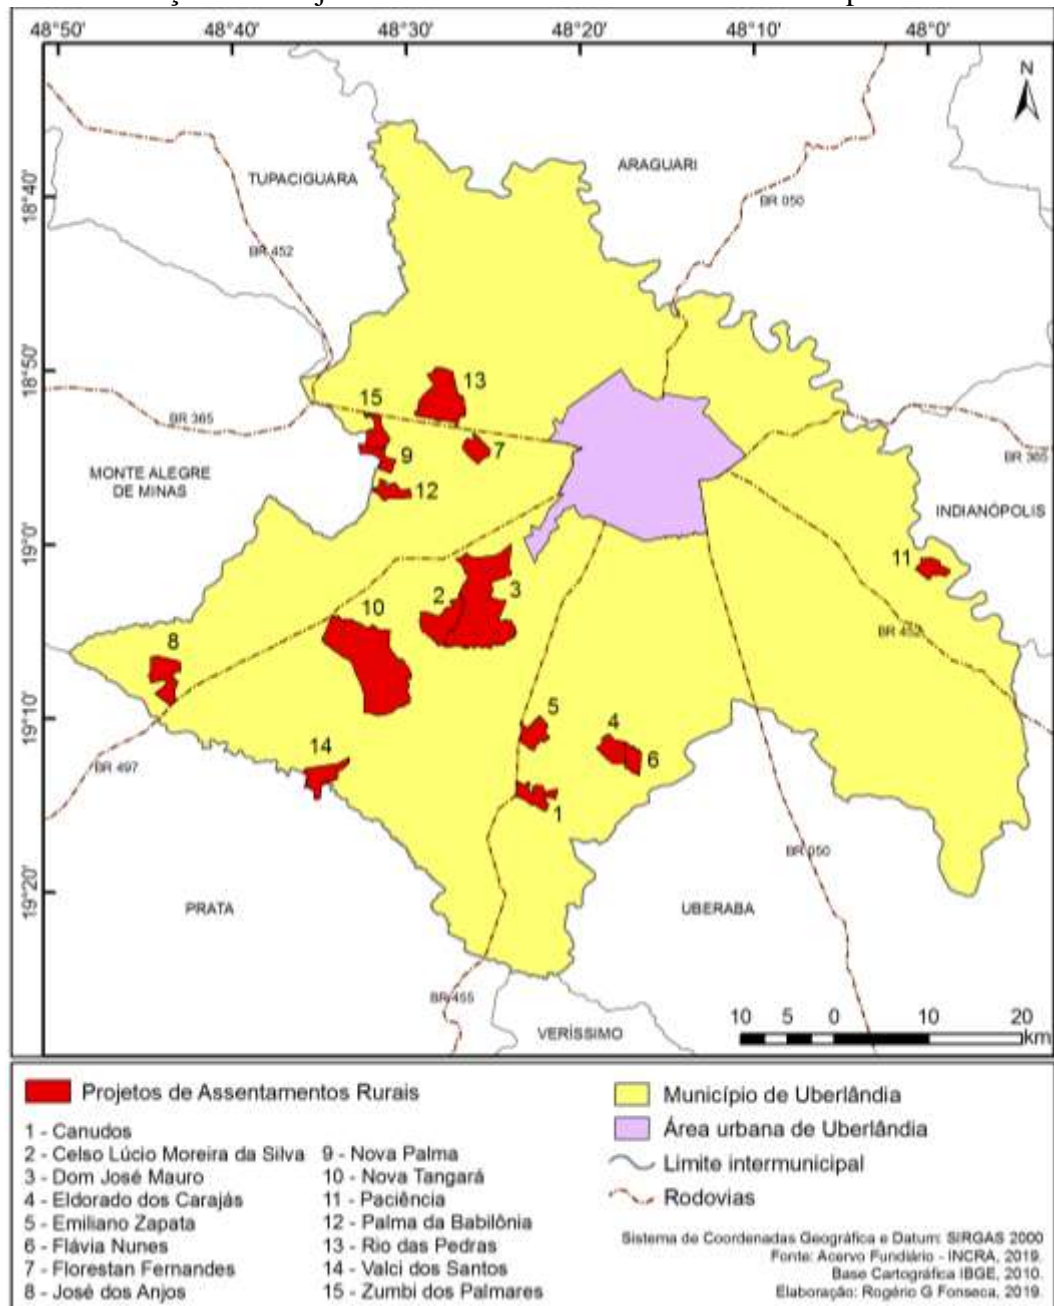 48°50' 48°40' 48°30' 48°20' 48°10' 48°0'
N
ARAGUARI
TUPACIGUARA
18°40'
BR 050
BR 452
18°50'
13
15
BR 365
7
9
BR 365
MONTE ALEGRE
DE MINAS
12
INDIANÓPOLIS
19°0'
11
2 3
10
BR 452
8
19°10'
5
4
14
6
BR 497
1
BR 050
19°20'
PRATA
UBERABA
BR 455
VERÍSSIMO
10 5 0 10 20
km
Projetos de Assentamentos Rurais
1 - Canudos
2 - Celso Lúcio Moreira da Silva
3 - Dom José Mauro
4 - Eldorado dos Carajás
5 - Emiliano Zapata
6 - Flávia Nunes
7 - Florestan Fernandes
8 - José dos Anjos
9 - Nova Palma
10 - Nova Tangará
11 - Paciência
12 - Palma da Babilônia
13 - Rio das Pedras
14 - Valci dos Santos
15 - Zumbi dos Palmares
Município de Uberlândia
Área urbana de Uberlândia
Limite intermunicipal
Rodovias
Sistema de Coordenadas Geográfica e Datum: SIRGAS 2000
Fonte: Acervo Fundiário - INCRA, 2019.
Base Cartográfica IBGE, 2010.
Elaboração: Rogério G Fonseca, 2019.